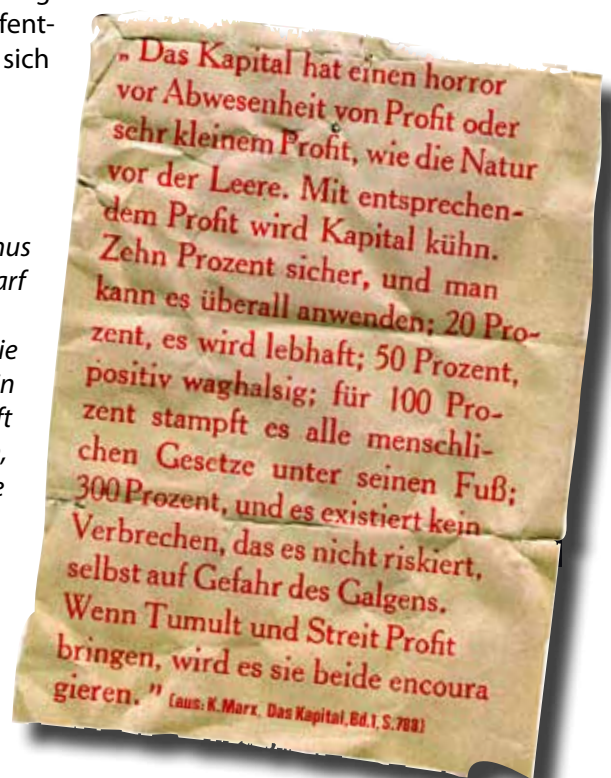 fent-
sich
„ Das Kapital hat einen horror
vor Abwesenheit von Profit oder
sehr kleinem Profit, wie die Natur
vor der Leere. Mit entsprechen-
dem Profit wird Kapital kühn.
Zehn Prozent sicher, und man
kann es überall anwenden; 20 Pro-
zent, es wird lebhaft; 50 Prozent,
positiv waghalsig; für 100 Pro-
zent stampft es alle menschli-
chen Gesetze unter seinen Fuß;
300 Prozent, und es existiert kein
Verbrechen, das es nicht riskiert,
selbst auf Gefahr des Galgens.
Wenn Tumult und Streit Profit
bringen, wird es sie beide encoura
gieren. " (aus: K.Marx, Das Kapital, Bd.1, S.788)